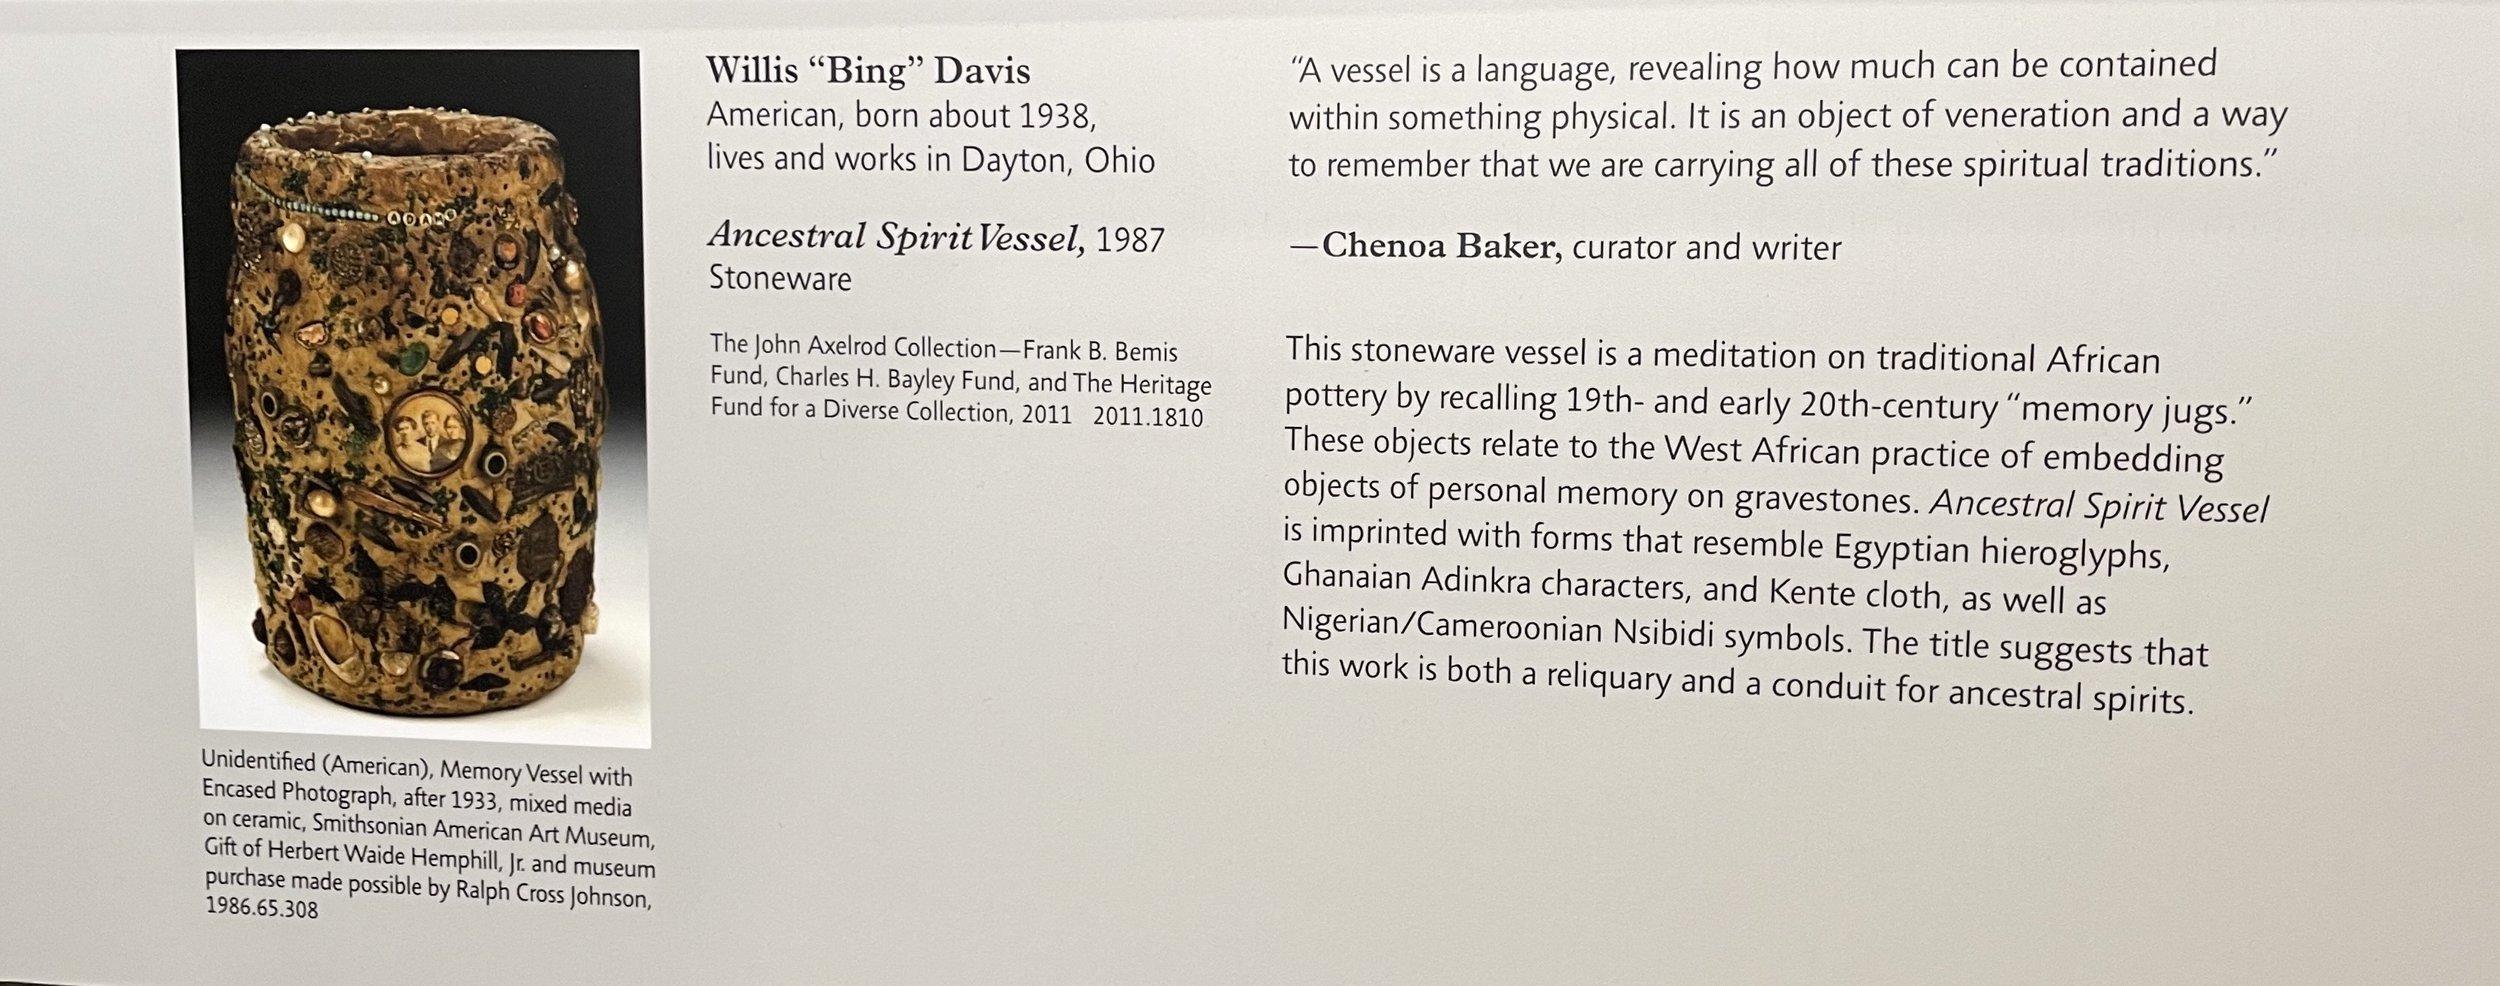 ADAMS
Unidentified (American), Memory Vessel with
Encased Photograph, after 1933, mixed media
on ceramic, Smithsonian American Art Museum,
Gift of Herbert Waide Hemphill, Jr. and museum
purchase made possible by Ralph Cross Johnson,
1986.65.308
Willis “Bing” Davis
American, born about 1938,
lives and works in Dayton, Ohio
Ancestral Spirit Vessel, 1987
Stoneware
The John Axelrod Collection—Frank B. Bemis
Fund, Charles H. Bayley Fund, and The Heritage
Fund for a Diverse Collection, 2011 2011.1810
“A vessel is a language, revealing how much can be contained
within something physical. It is an object of veneration and a way
to remember that we are carrying all of these spiritual traditions.”
—Chenoa Baker, curator and writer
This stoneware vessel is a meditation on traditional African
pottery by recalling 19th- and early 20th-century “memory jugs.”
These objects relate to the West African practice of embedding
objects of personal memory on gravestones. Ancestral Spirit Vessel
is imprinted with forms that resemble Egyptian hieroglyphs,
Ghanaian Adinkra characters, and Kente cloth, as well as
Nigerian/Cameroonian Nsibidi symbols. The title suggests that
this work is both a reliquary and a conduit for ancestral spirits.